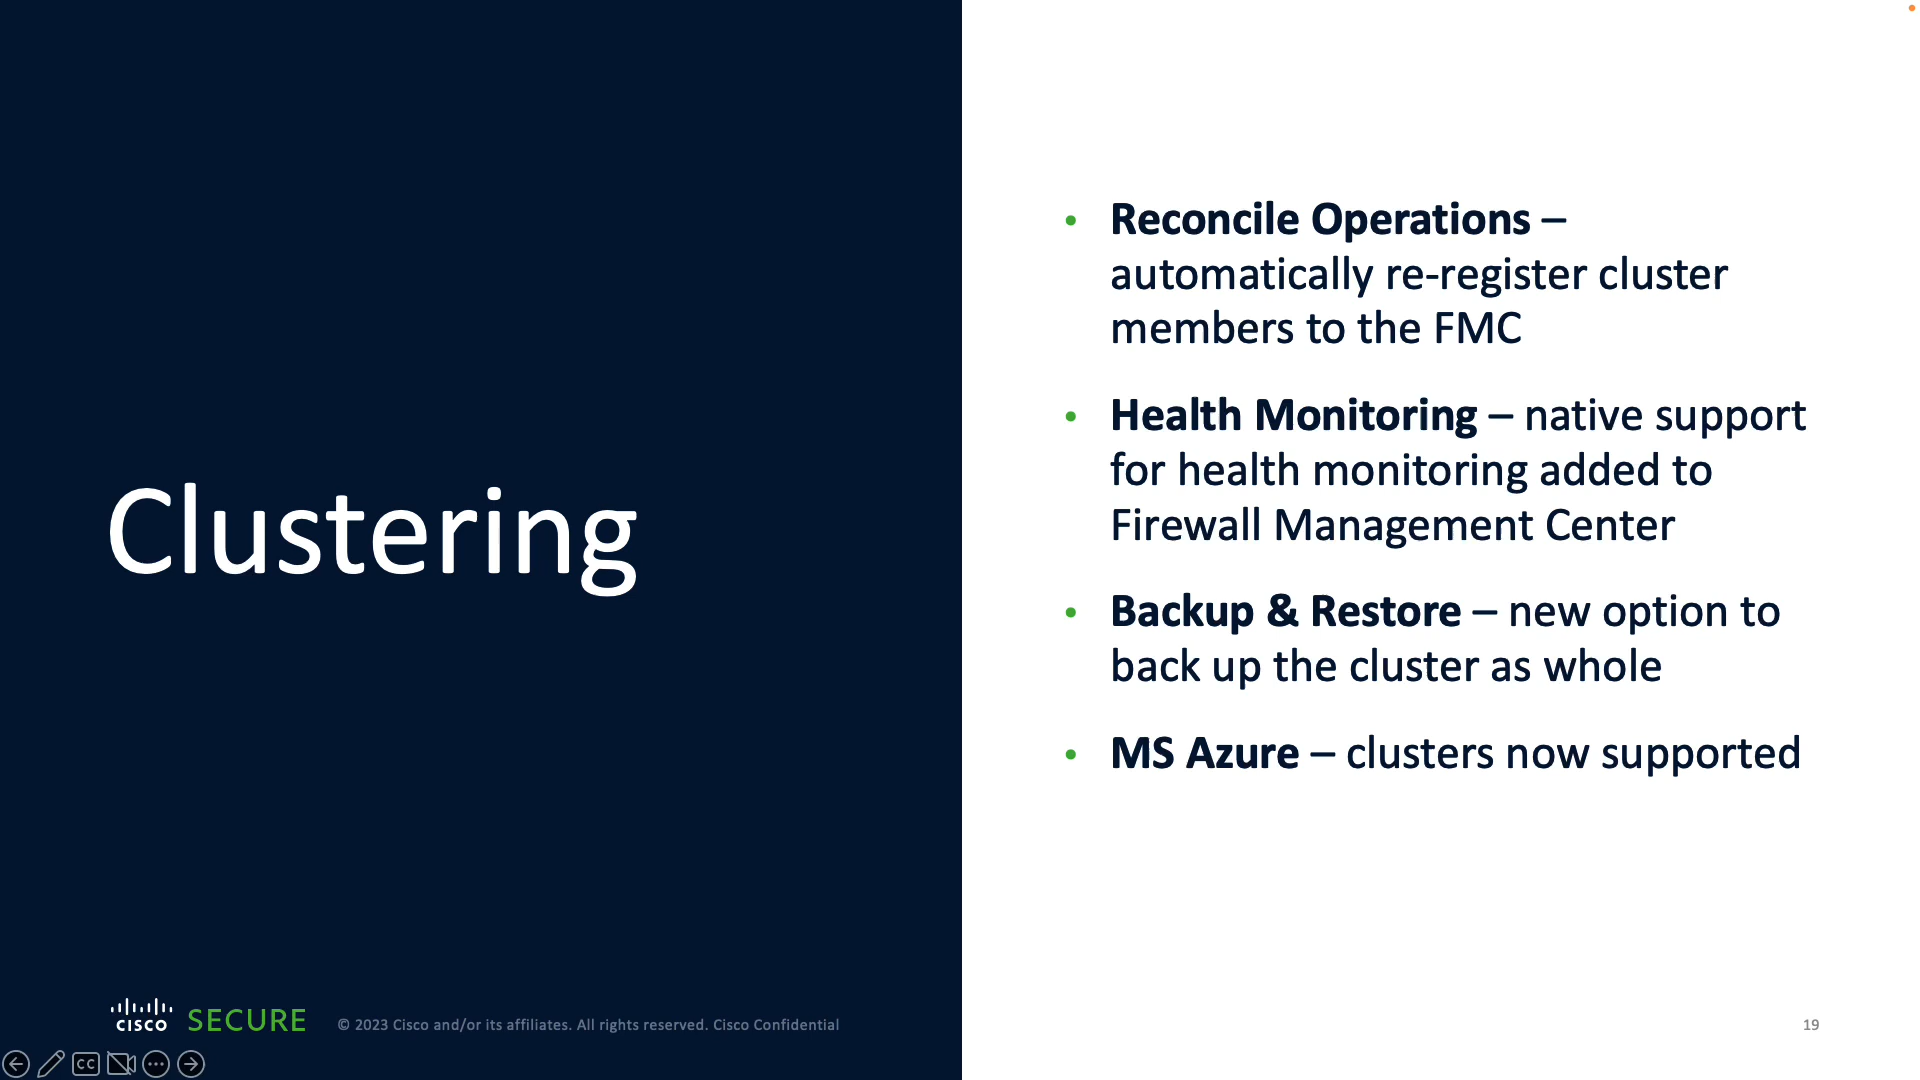 Clustering
• Reconcile Operations –
automatically re-register cluster
members to the FMC
• Health Monitoring – native support
for health monitoring added to
Firewall Management Center
• Backup & Restore – new option to
back up the cluster as whole
• MS Azure – clusters now supported
CISCO SECURE © 2023 Cisco and/or its affiliates. All rights reserved. Cisco Confidential
19
CC